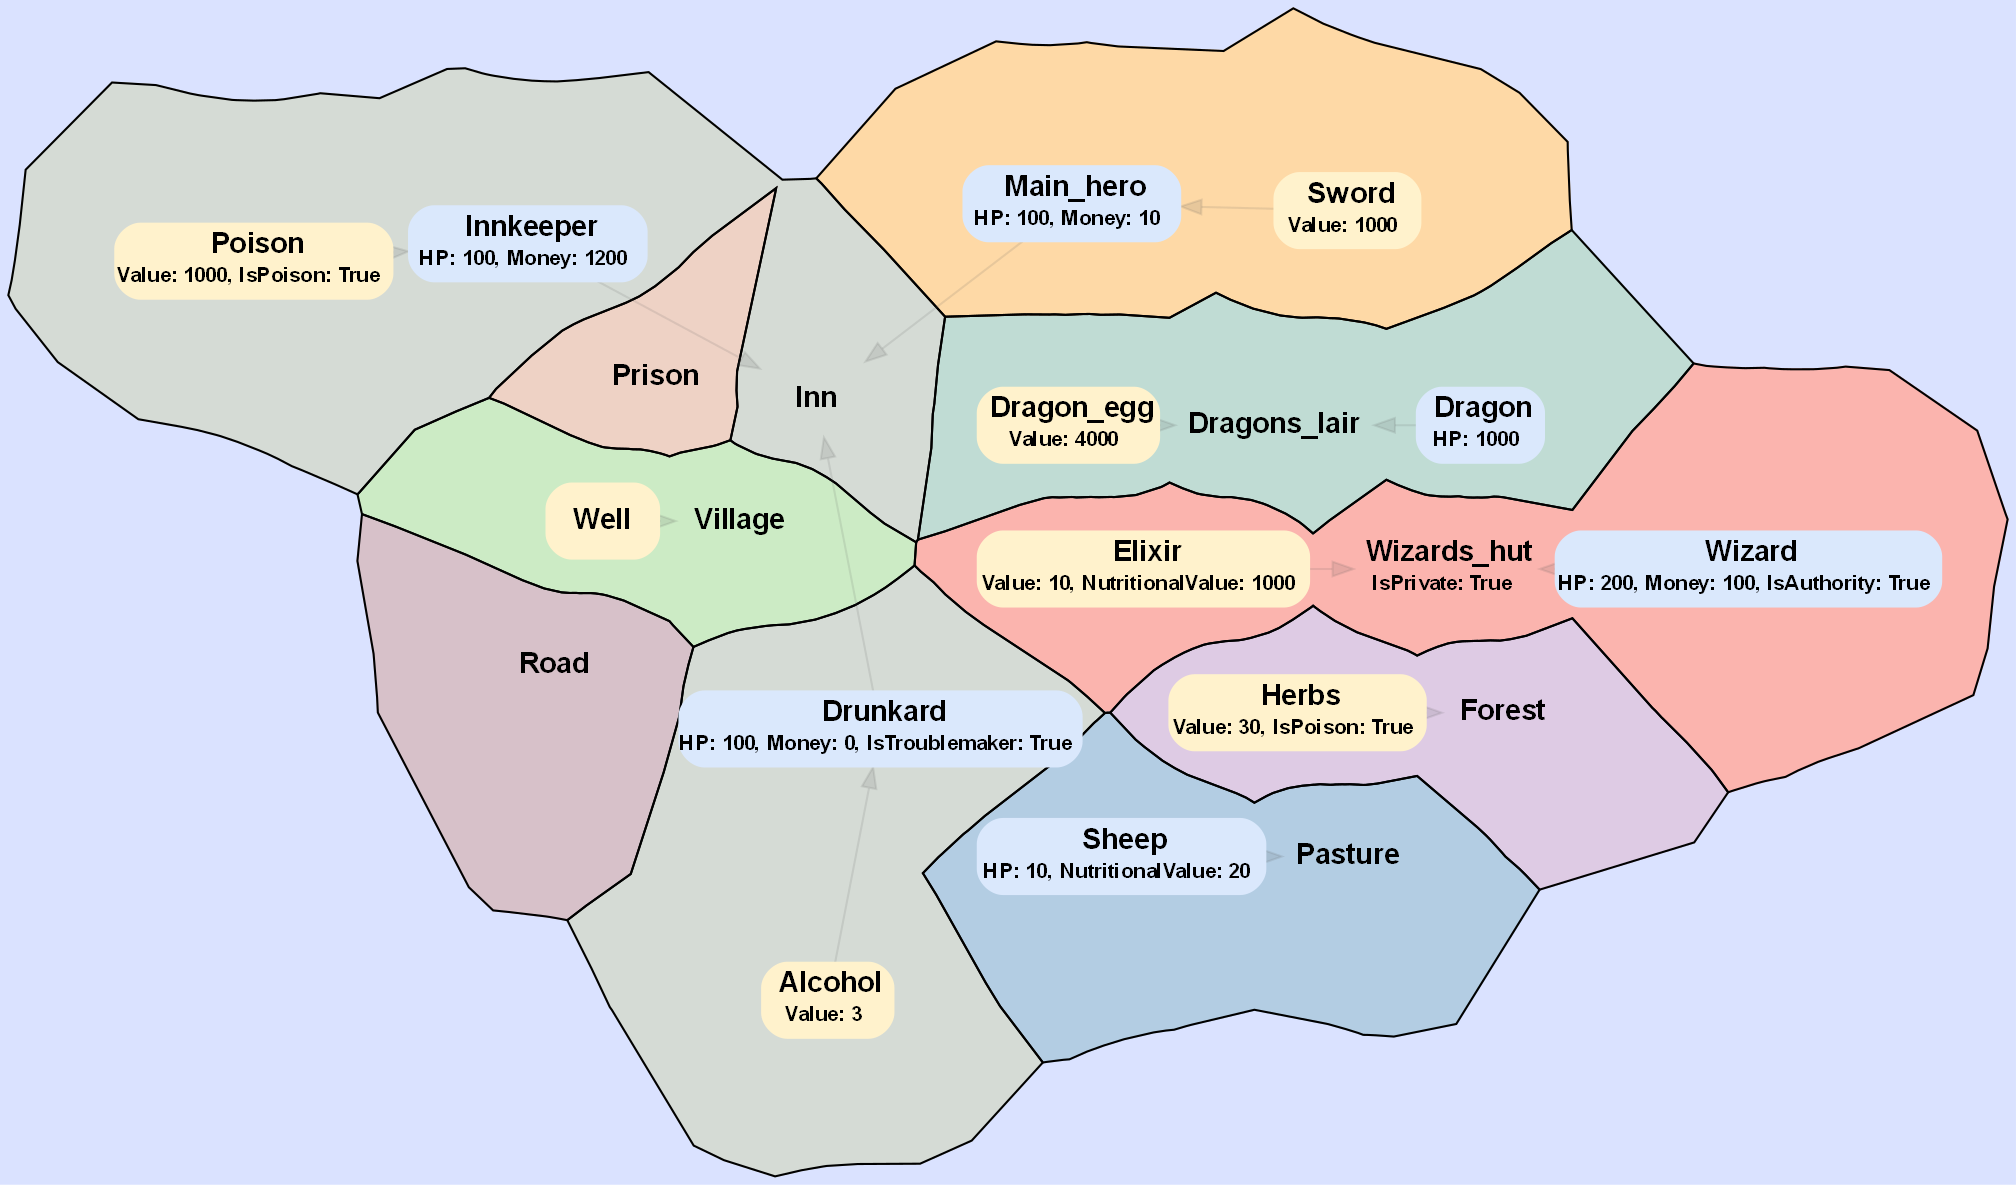 Main_hero
HP: 100, Money: 10
Sword
Value: 1000
Poison
Value: 1000, IsPoison: True
Innkeeper
HP: 100, Money: 1200
Prison
Inn
Dragon_egg
Value: 4000
Dragons_lair
Dragon
HP: 1000
Well
Village
Elixir
Value: 10, NutritionalValue: 1000
Wizards_hut
IsPrivate: True
Wizard
HP: 200, Money: 100, IsAuthority: True
Road
Drunkard
HP: 100, Money: 0, IsTroublemaker: True
Herbs
Value: 30, IsPoison: True
Forest
Sheep
HP: 10, NutritionalValue: 20
Pasture
Alcohol
Value: 3